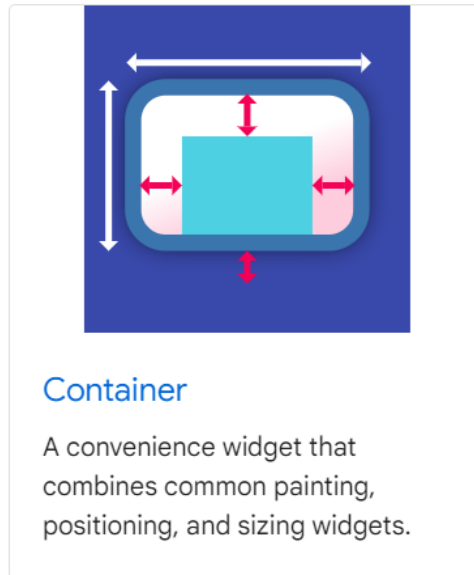 Container
A convenience widget that
combines common painting,
positioning, and sizing widgets.